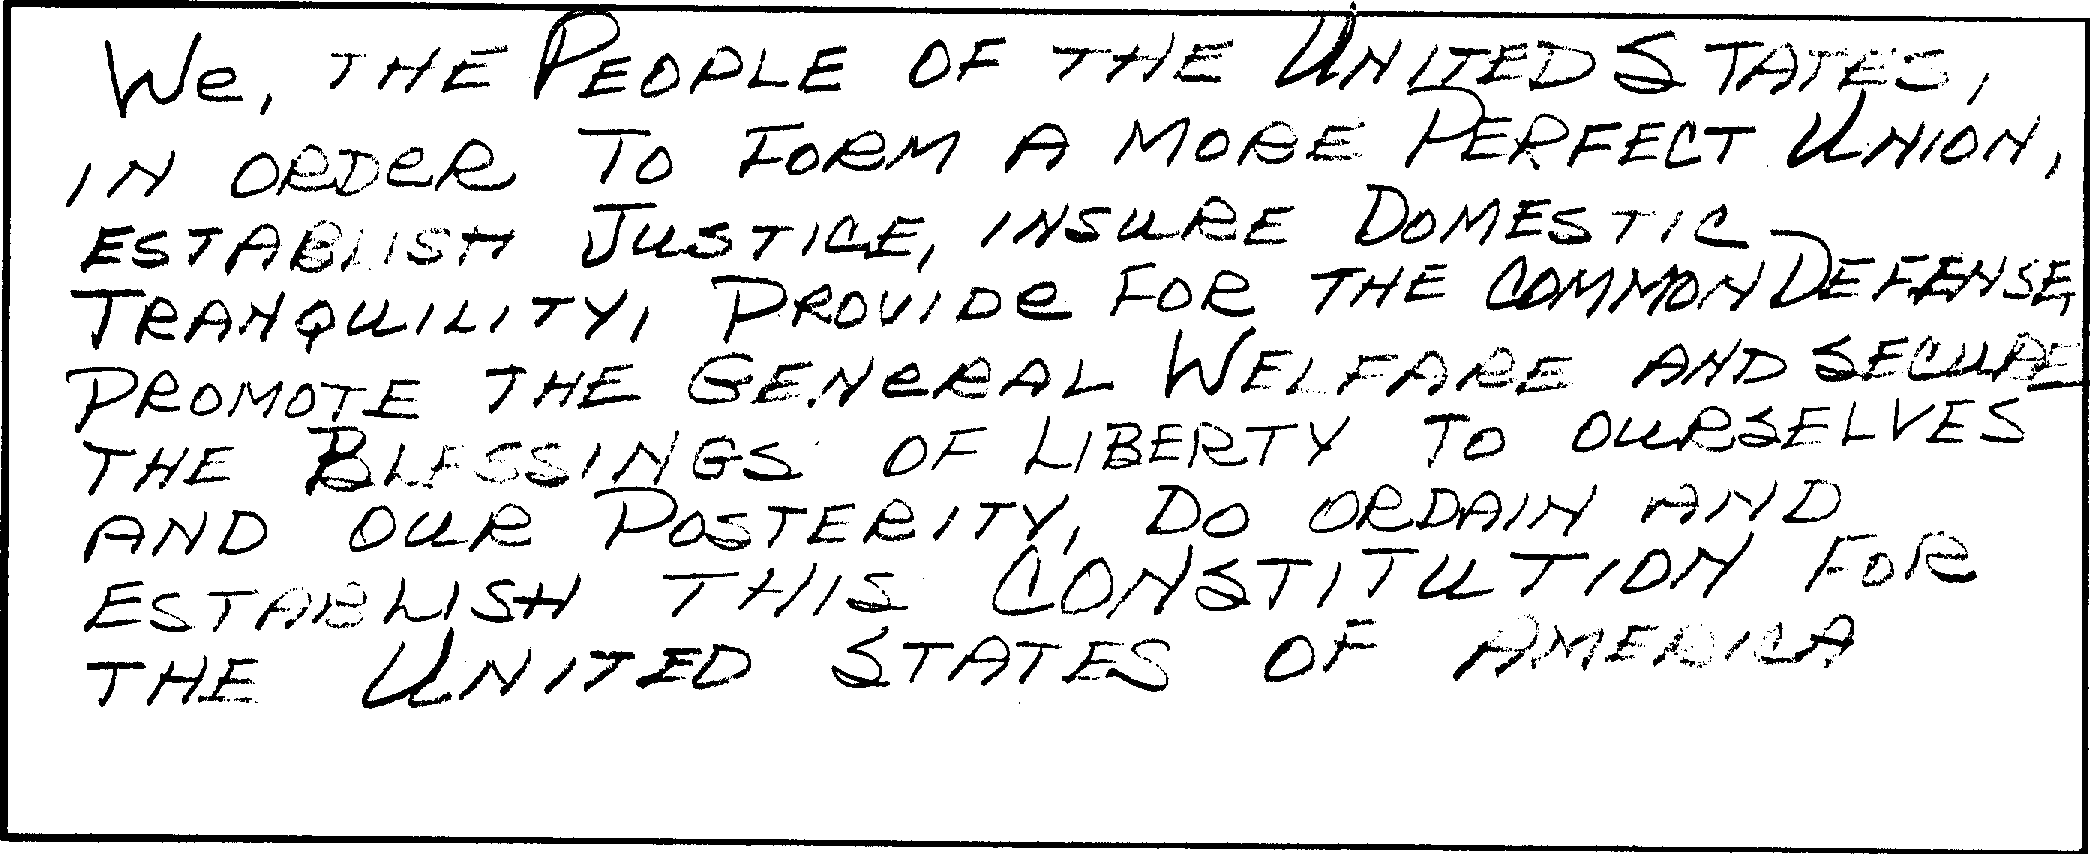 We, THE PEOPLE OF THE UNITED STATES,
IN ORDeR TO FORM A MORE PERFECT UNION,
ESTABLISH JUSTICE, INSURE DOMESTIC
TRANQUILITY, PROVIDe FOR THE COMMON DEFENSE,
PROMOTE THE GENeRAL WELFARE AND SECURE
THE BLESSINGS OF LIBERTY TO OURSELVES
AND OUR POSTERITY, DO ORDAIN AND
ESTABLISH THIS CONSTITUTION FOR
THE UNITED STATES OF AMERICA